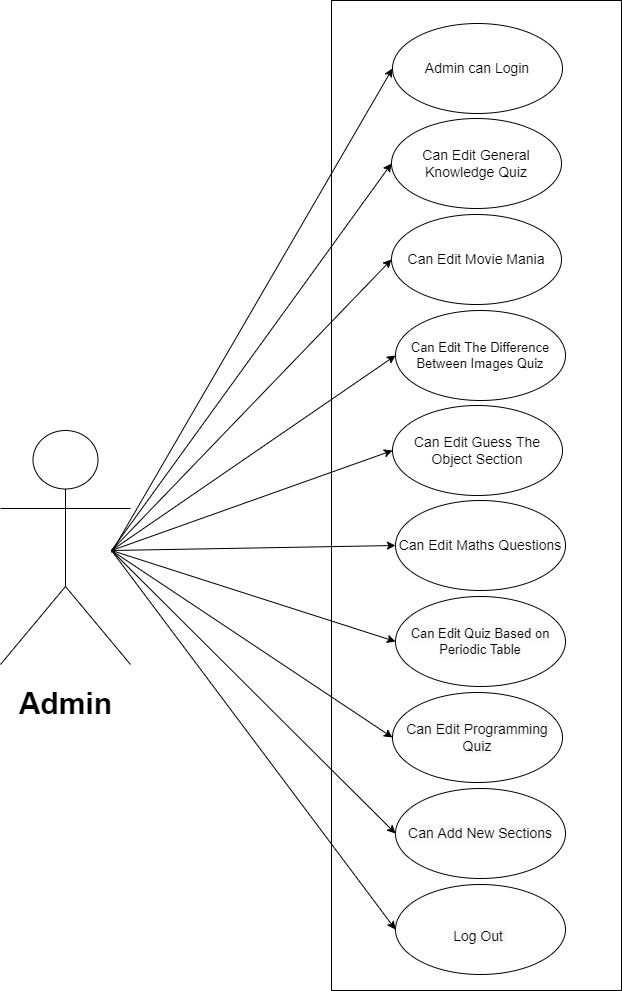 Admin can Login
Can Edit General
Knowledge Quiz
Can Edit Movie Mania
Can Edit The Difference
Between Images Quiz
Can Edit Guess The
Object Section
Can Edit Maths Questions
Can Edit Quiz Based on
Periodic Table
Admin
Can Edit Programming
Quiz
Can Add New Sections
Log Out